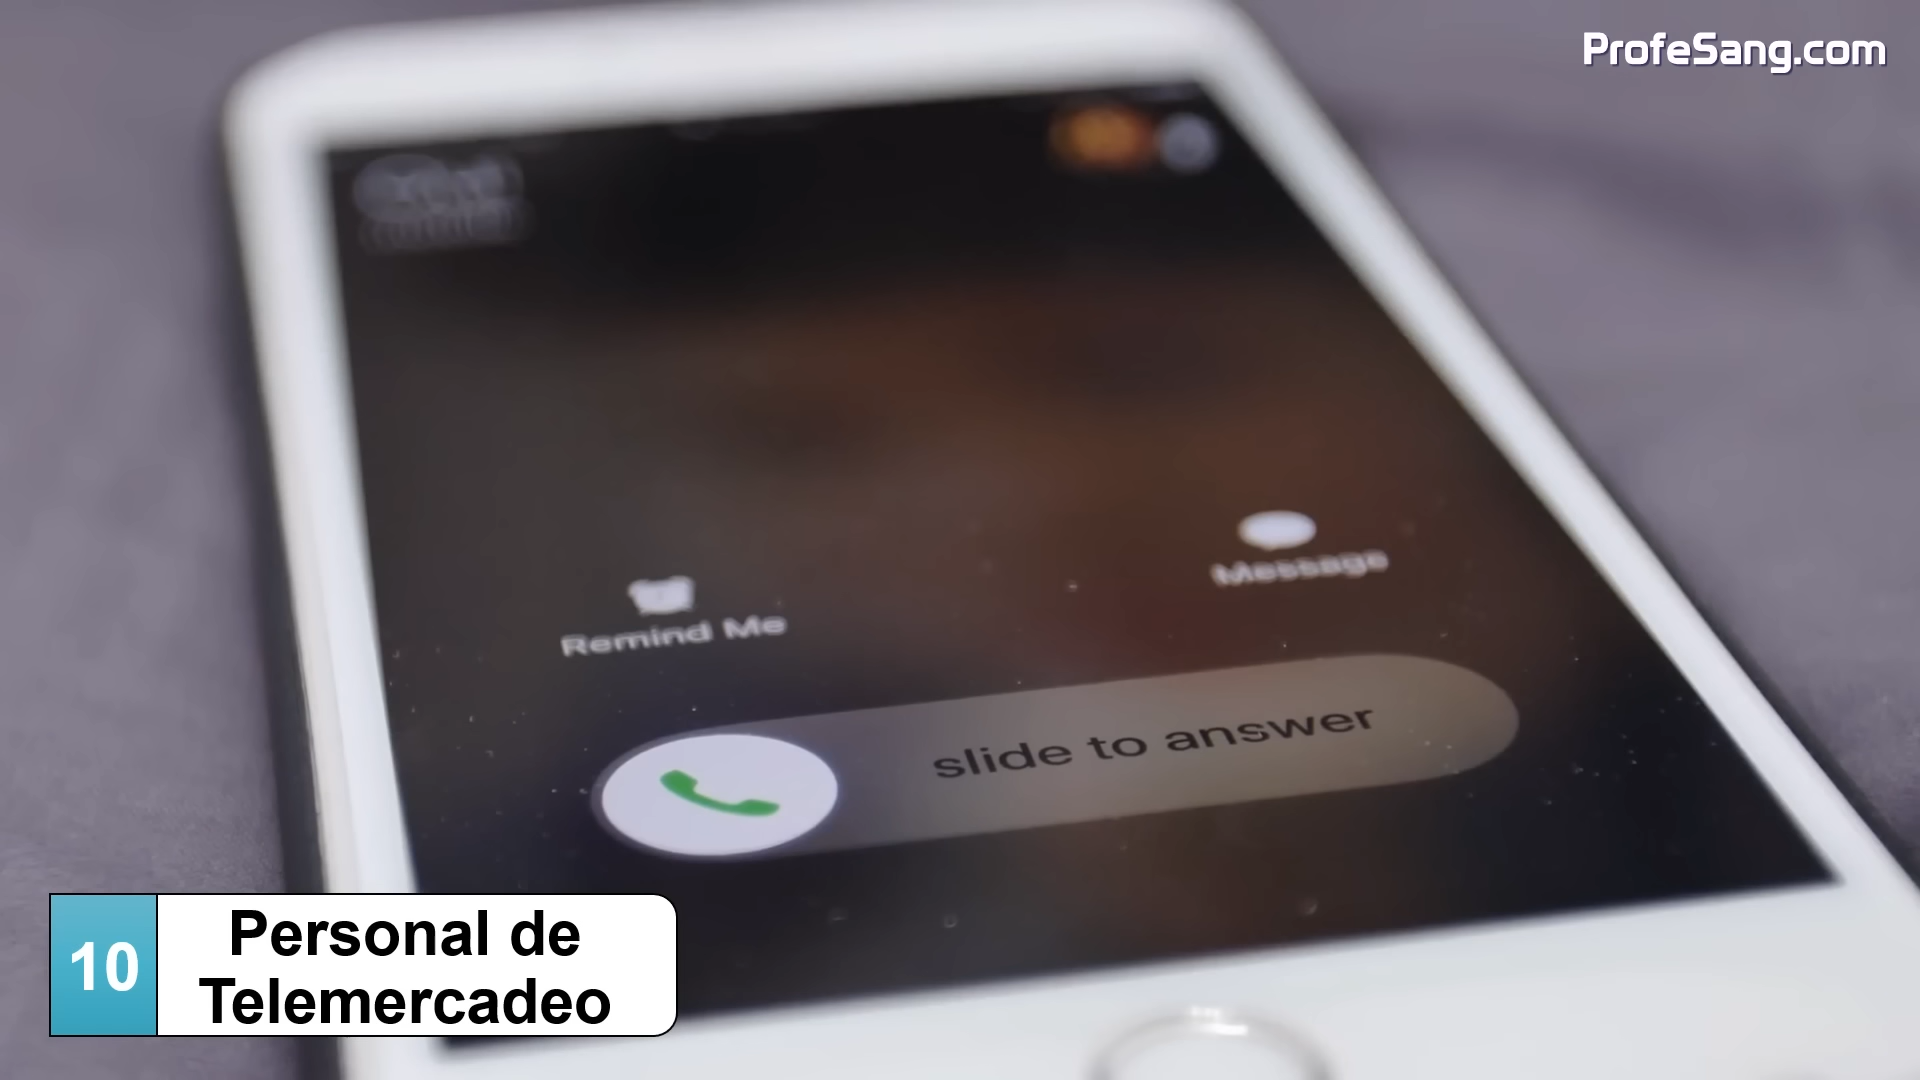 ProfeSang.com
Remind Me
Message
slide to answer
10
Personal de
Telemercadeo